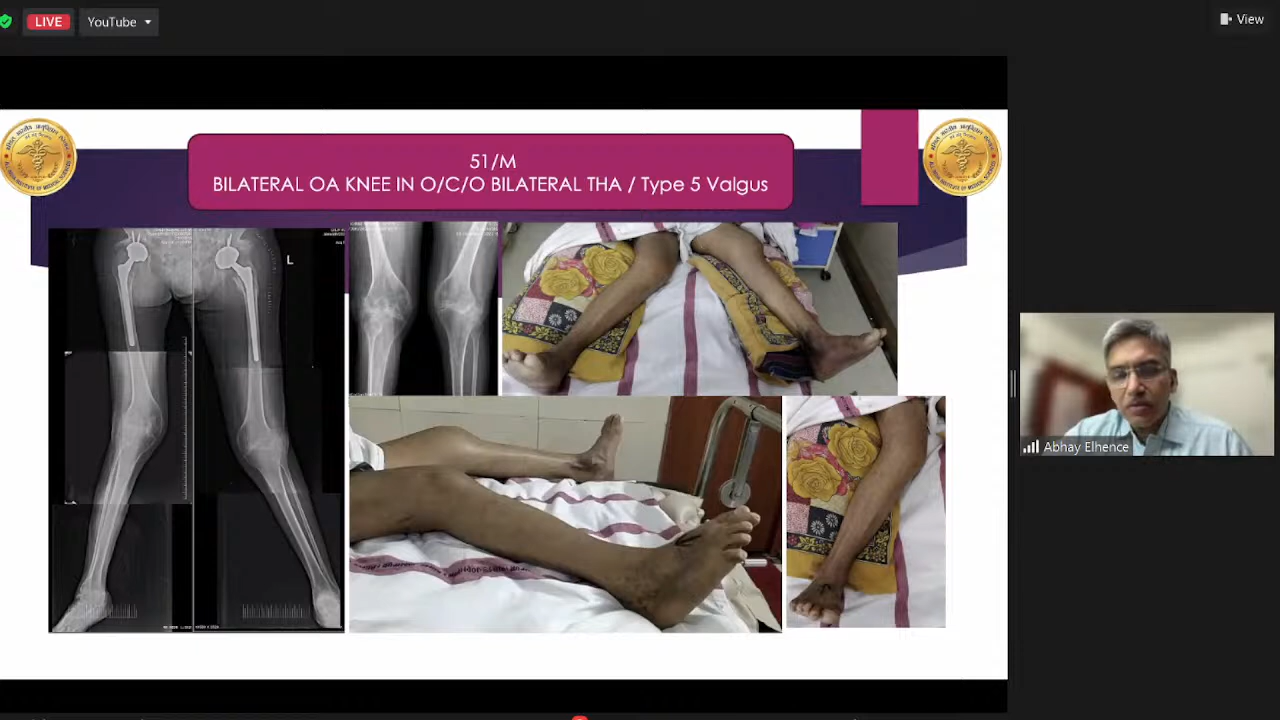 LIVE
YouTube
View
51/M
BILATERAL OA KNEE IN O/C/O BILATERAL THA / Type 5 Valgus
L
Abhay Elhence